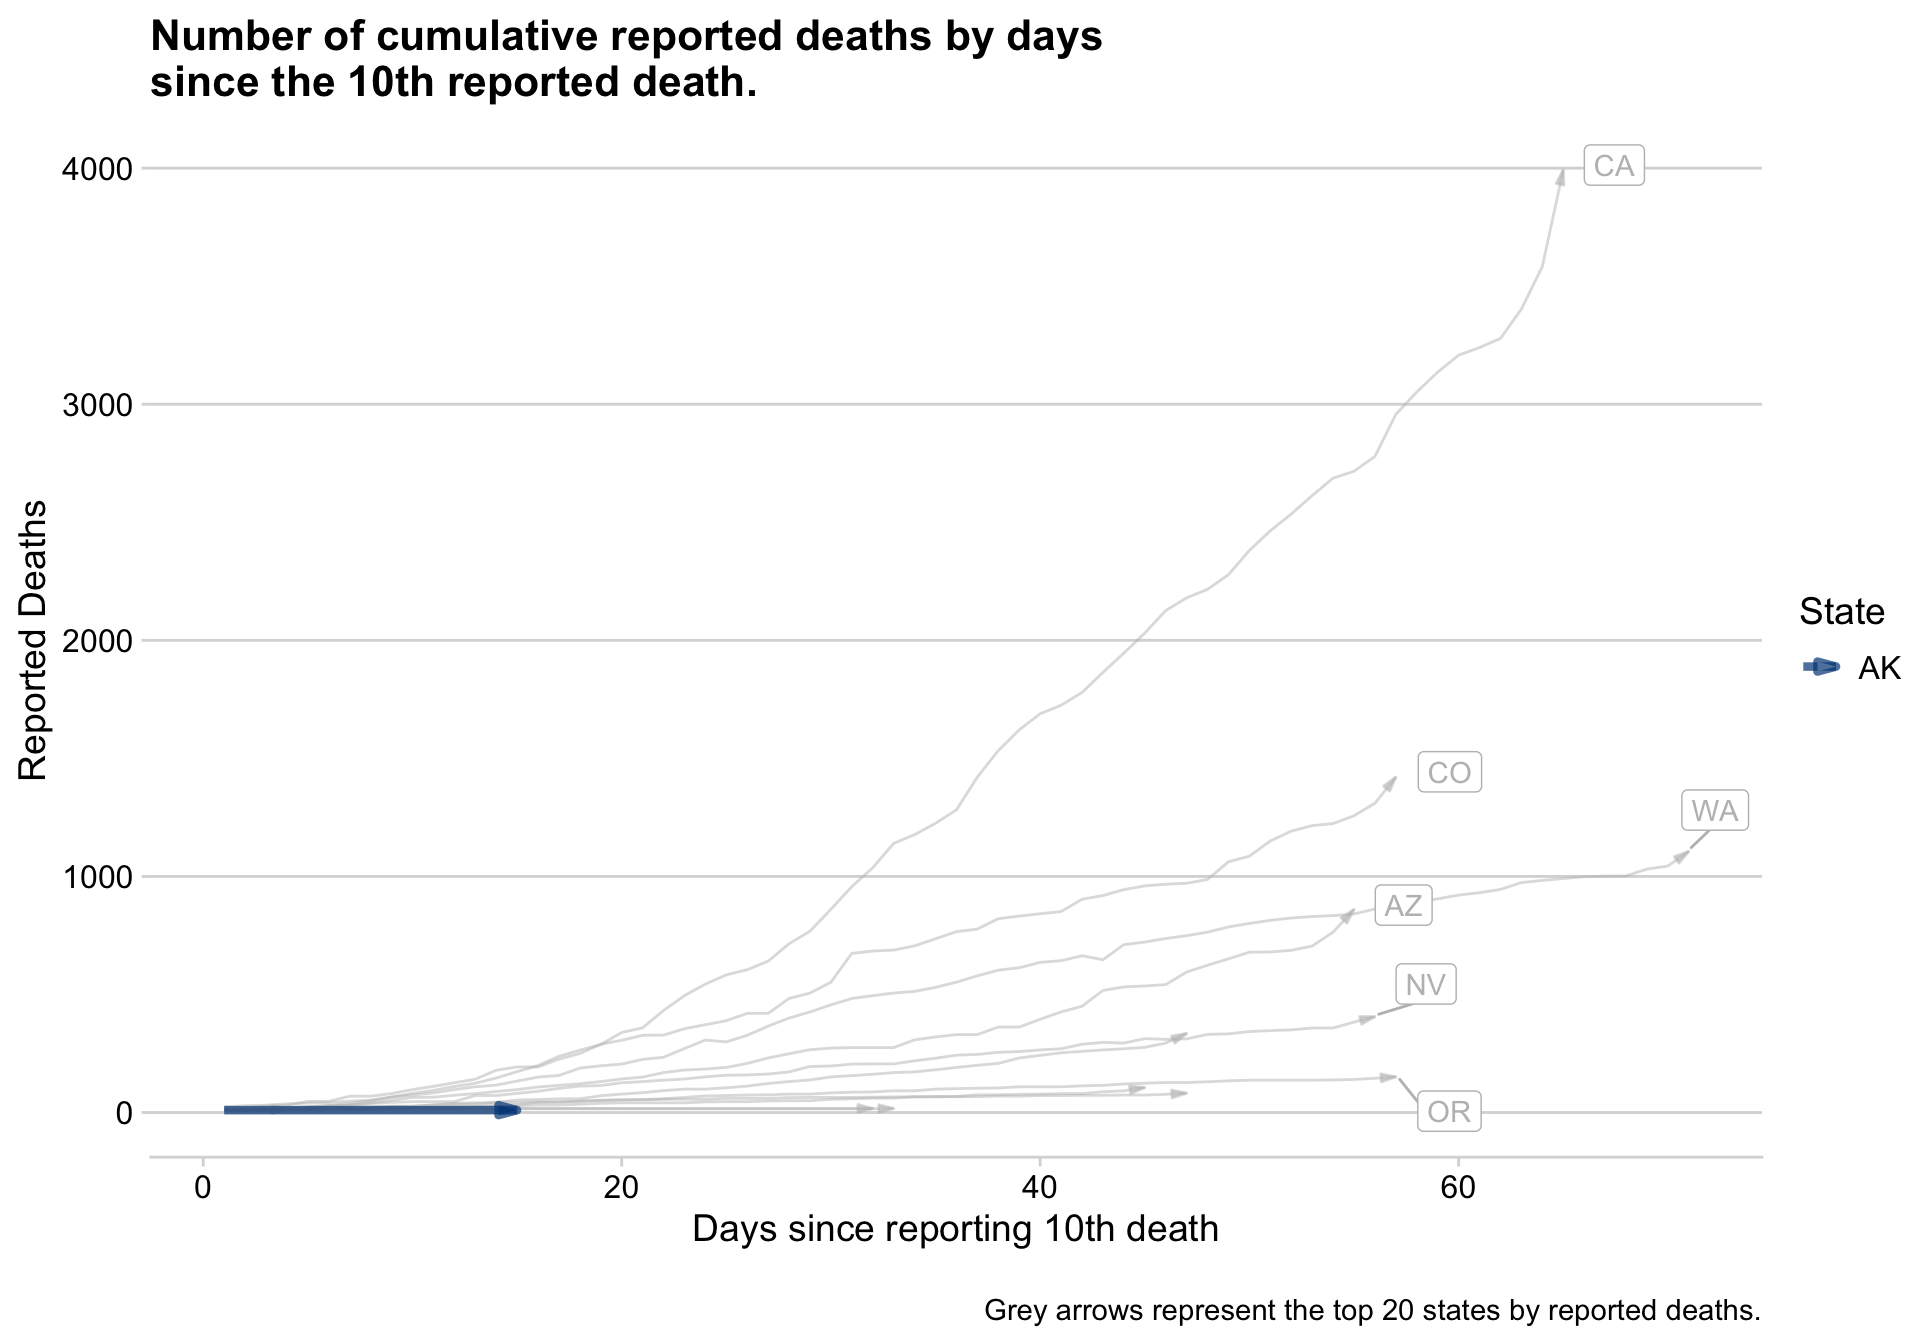 Number of cumulative reported deaths by days
since the 10th reported death.
4000
3000
2000
1000
0
Reported Deaths
CA
CO
WA
AZ
NV
OR
State
AK
0
20
40
60
Days since reporting 10th death
Grey arrows represent the top 20 states by reported deaths.